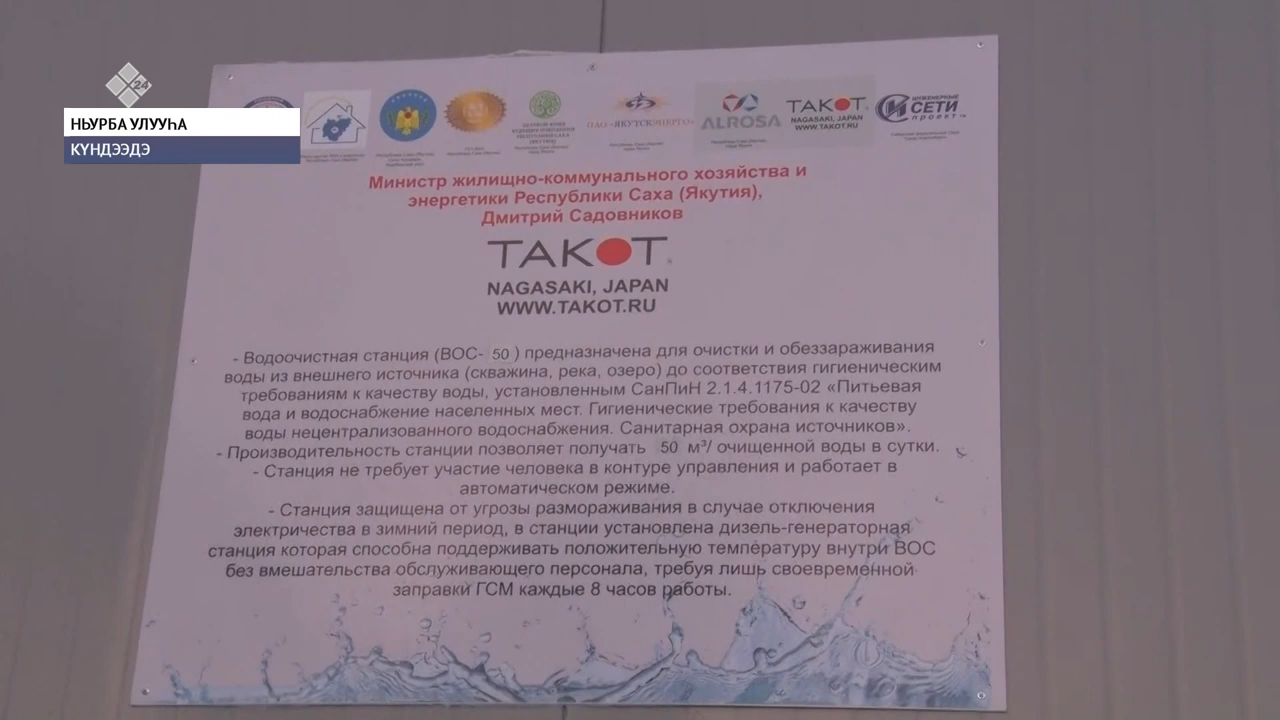 X24
НЬУРБА УЛУУҺА
КҮНДЭЭДЭ
ОАО «ЯКУТСКЭНЕРГО»
ALROSA
TAKOT
NAGASAKI, JAPAN
WWW.TAKOT.RU
ИНЖЕНЕРНЫЕ
СЕТИ
проект
Министр жилищно-коммунального хозяйства и
энергетики Республики Саха (Якутия),
Дмитрий Садовников
TAKOT
NAGASAKI, JAPAN
WWW.TAKOT.RU
- Водоочистная станция (ВОС- 50 ) предназначена для очистки и обеззараживания
воды из внешнего источника (скважина, река, озеро) до соответствия гигиеническим
требованиям к качеству воды, установленным СанПиН 2.1.4.1175-02 «Питьевая
вода и водоснабжение населенных мест. Гигиенические требования к качеству
воды нецентрализованного водоснабжения. Санитарная охрана источников».
- Производительность станции позволяет получать 50 м³/ очищенной воды в сутки.
- Станция не требует участие человека в контуре управления и работает в
автоматическом режиме.
- Станция защищена от угрозы размораживания в случае отключения
электричества в зимний период, в станции установлена дизель-генераторная
станция которая способна поддерживать положительную температуру внутри ВОС
без вмешательства обслуживающего персонала, требуя лишь своевременной
заправки ГСМ каждые 8 часов работы.